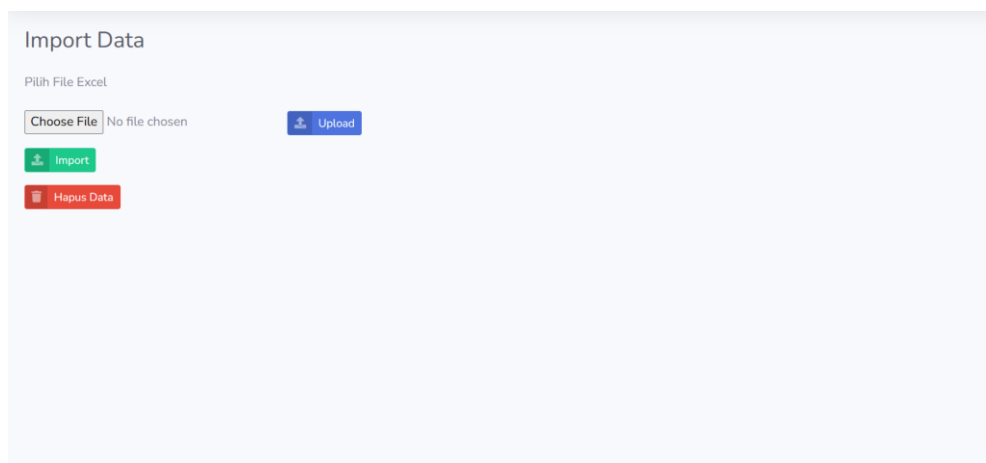 Import Data
Pilih File Excel
Choose File No file chosen Upload
Import
Hapus Data